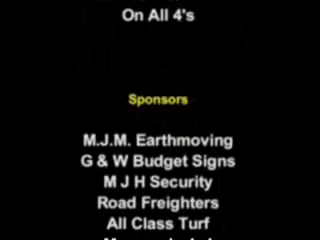 On All 4's
Sponsors
M.J.M. Earthmoving
G & W Budget Signs
M J H Security
Road Freighters
All Class Turf